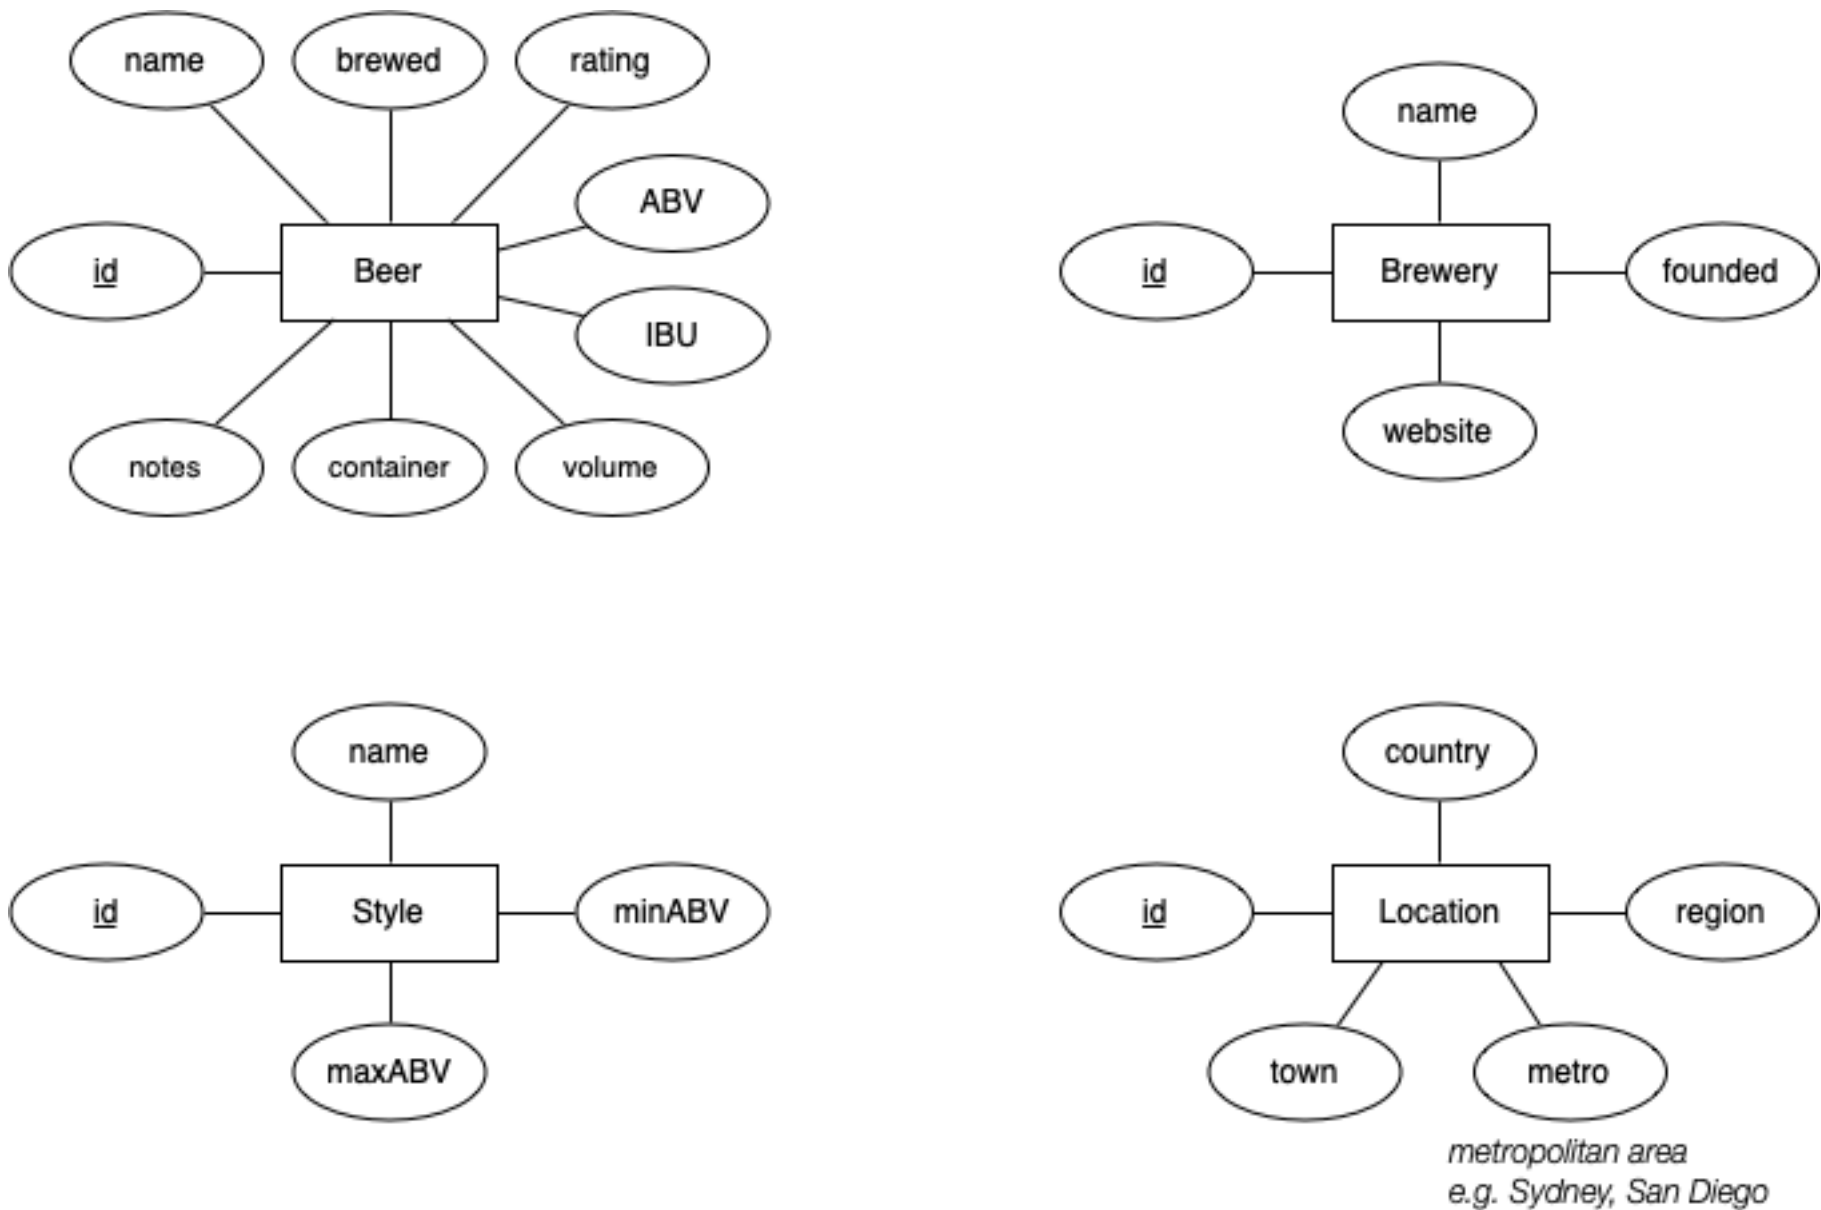 name
brewed
rating
ABV
id
Beer
IBU
notes
container
volume
name
id
Brewery
founded
website
name
id
Style
minABV
maxABV
country
id
Location
region
town
metro
metropolitan area
e.g. Sydney, San Diego